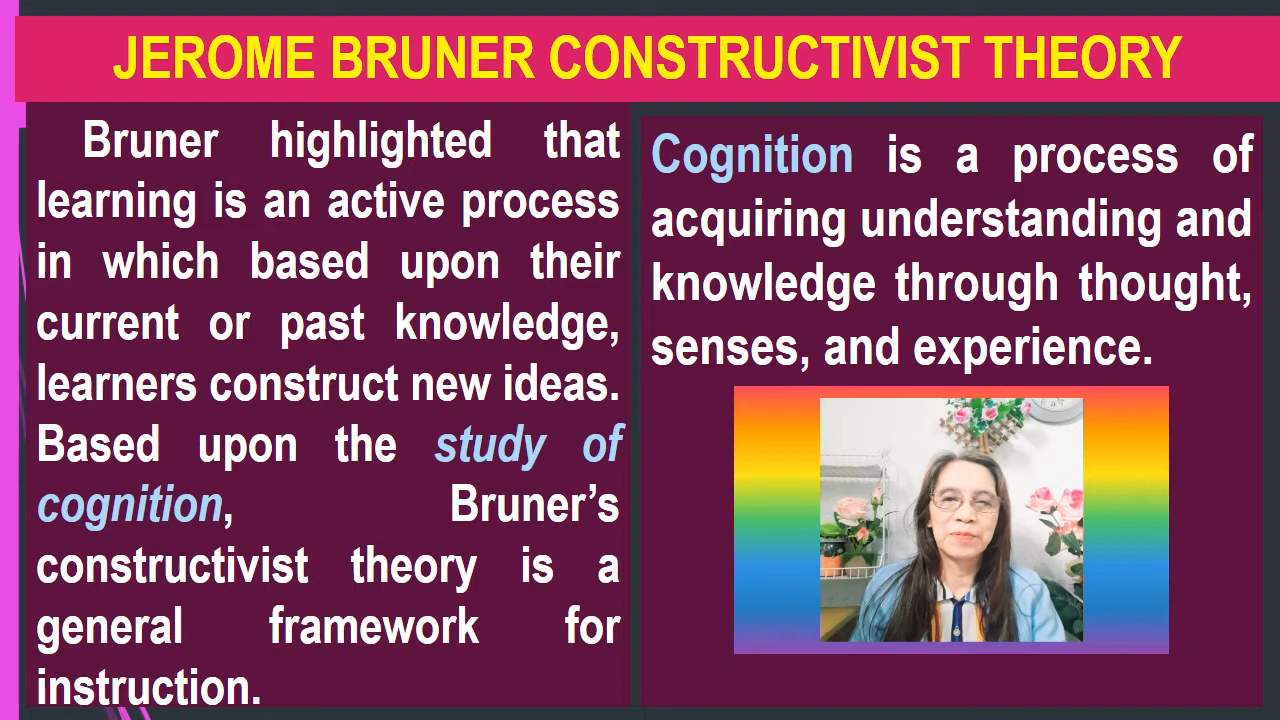 JEROME BRUNER CONSTRUCTIVIST THEORY
Bruner highlighted that
learning is an active process
in which based upon their
current or past knowledge,
learners construct new ideas.
Based upon the study of
cognition, Bruner’s
constructivist theory is a
general framework for
instruction.
Cognition is a process of
acquiring understanding and
knowledge through thought,
senses, and experience.